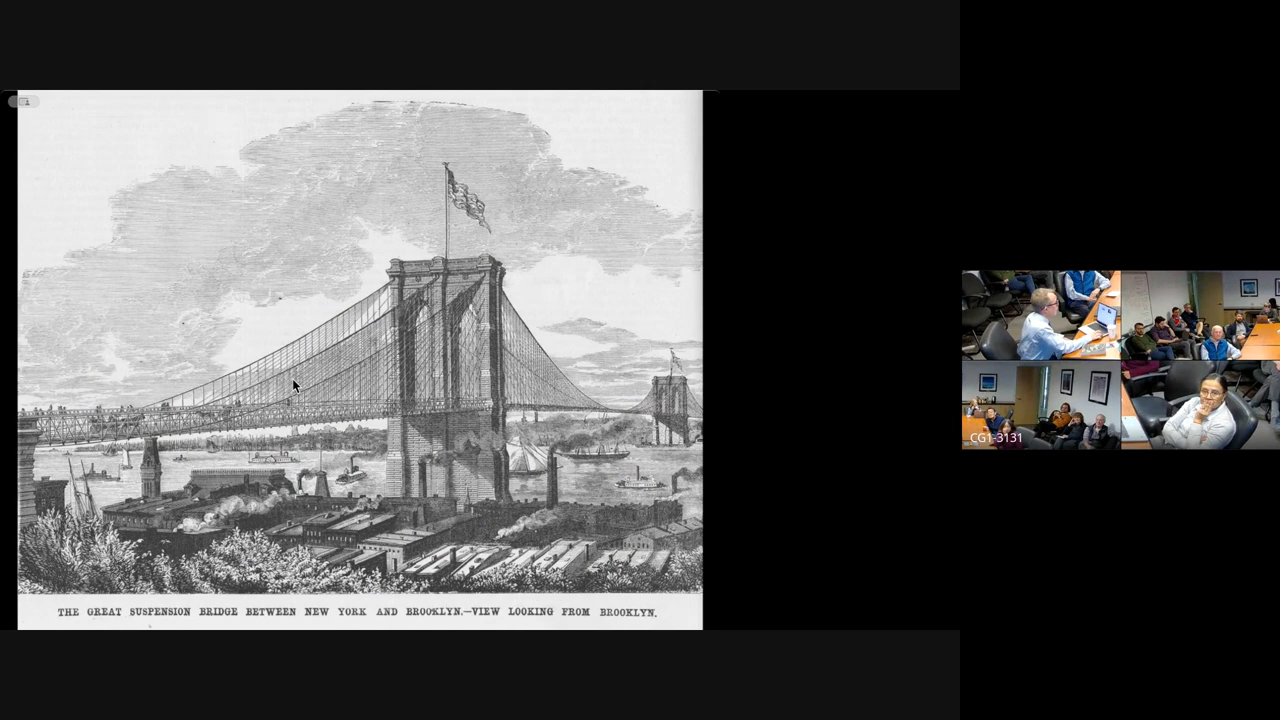 THE GREAT SUSPENSION BRIDGE BETWEEN NEW YORK AND BROOKLYN.—VIEW LOOKING FROM BROOKLYN.
CG1-3131